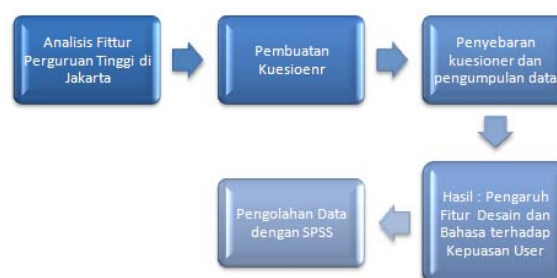 Analisis Fittur
Perguruan Tinggi di
Jakarta
Pembuatan
Kuesioenr
Penyebaran
kuesioner dan
pengumpulan data
Hasil : Pengaruh
Fitur Desain dan
Bahasa terhadap
Kepuasan User
Pengolahan Data
dengan SPSS